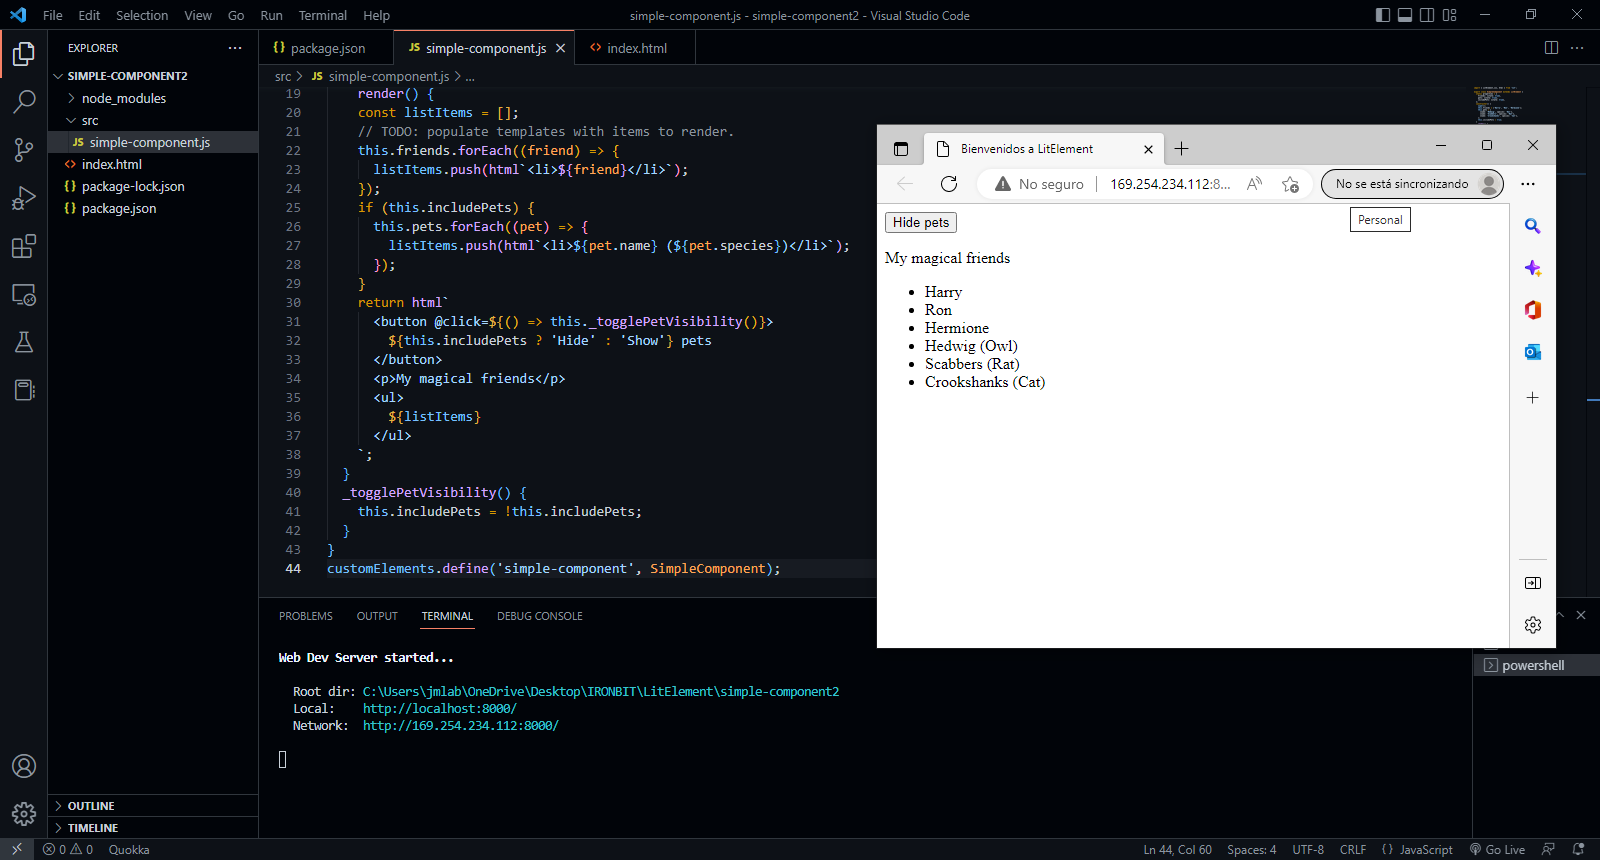 File Edit Selection View Go Run Terminal Help
simple-component.js - simple-component2 - Visual Studio Code
EXPLORER
SIMPLE-COMPONENT2
node_modules
src
JS simple-component.js
<> index.html
{} package-lock.json
{} package.json
OUTLINE
TIMELINE
{} package.json
JS simple-component.js
<> index.html
src > JS simple-component.js > ...
19 render() {
20 const listItems = [];
21 // TODO: populate templates with items to render.
22 this.friends.forEach((friend) => {
23 listItems.push(html`<li>${friend}</li>`);
24 });
25 if (this.includePets) {
26 this.pets.forEach((pet) => {
27 listItems.push(html`<li>${pet.name} (${pet.species})</li>`);
28 });
29 }
30 return html`
31 <button @click=${() => this._togglePetVisibility()}>
32 ${this.includePets ? 'Hide' : 'Show'} pets
33 </button>
34 <p>My magical friends</p>
35 <ul>
36 ${listItems}
37 </ul>
38 `;
39 }
40 _togglePetVisibility() {
41 this.includePets = !this.includePets;
42 }
43 }
44 customElements.define('simple-component', SimpleComponent);
PROBLEMS OUTPUT TERMINAL DEBUG CONSOLE
Web Dev Server started...
Root dir: C:\Users\jmlab\OneDrive\Desktop\IRONBIT\LitElement\simple-component2
Local: http://localhost:8000/
Network: http://169.254.234.112:8000/
powershell
Bienvenidos a LitElement
No seguro
169.254.234.112:8...
No se está sincronizando
Personal
Hide pets
My magical friends
Harry
Ron
Hermione
Hedwig (Owl)
Scabbers (Rat)
Crookshanks (Cat)
0 0 Quokka
Ln 44, Col 60 Spaces: 4 UTF-8 CRLF {} JavaScript Go Live